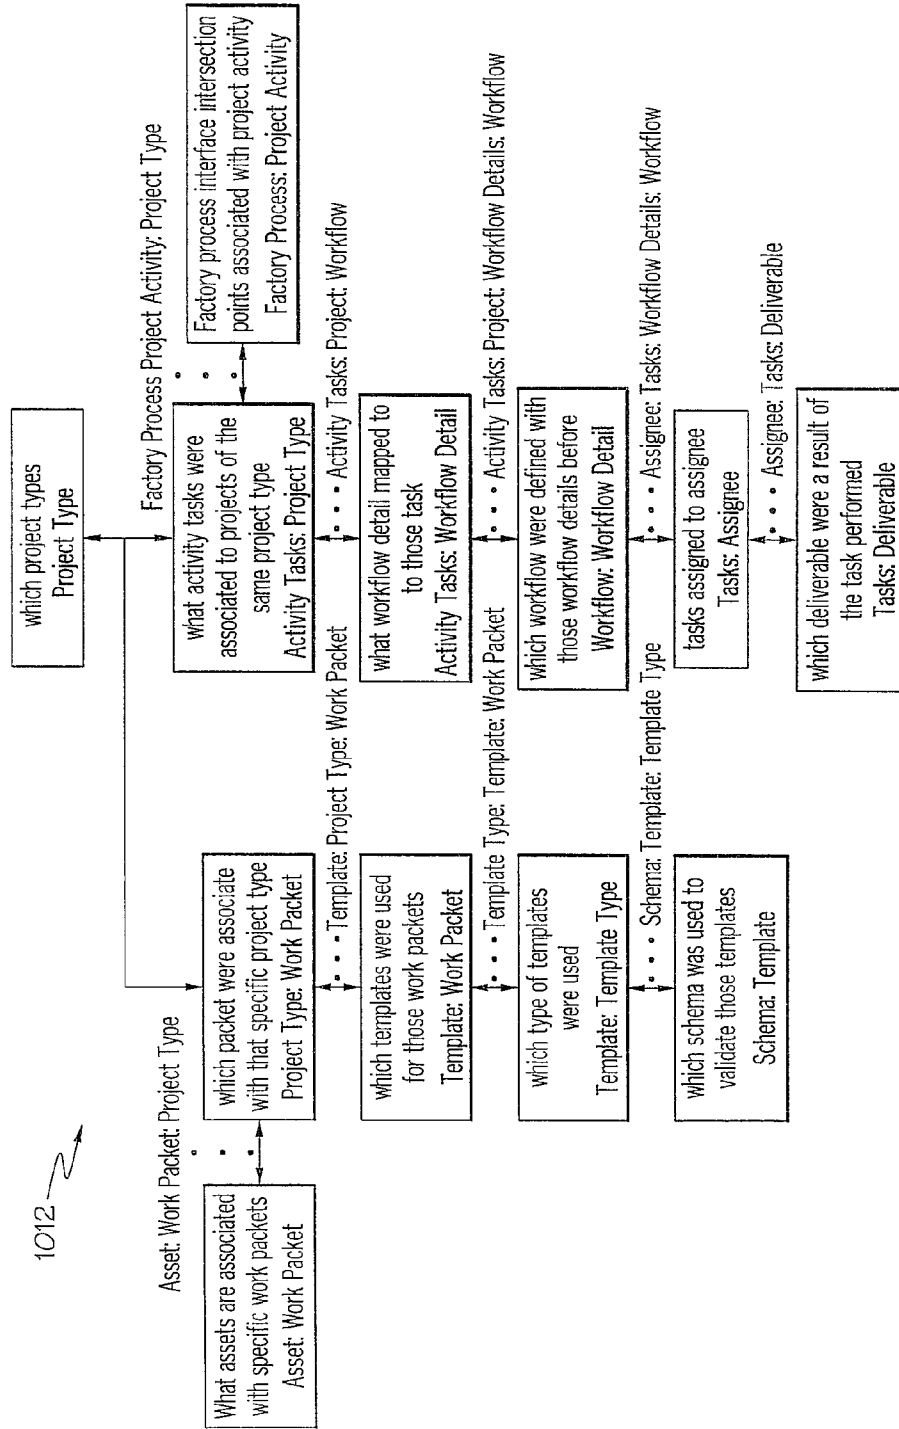 1012
which project types
Project Type
Asset: Work Packet: Project Type
Factory Process Project Activity: Project Type
What assets are associated
with specific work packets
Asset: Work Packet
which packet were associate
with that specific project type
Project Type: Work Packet
what activity tasks were
associated to projects of the
same project type
Activity Tasks: Project Type
Factory process interface intersection
points associated with project activity
Factory Process: Project Activity
Template: Project Type: Work Packet
Activity Tasks: Project: Workflow
which templates were used
for those work packets
Template: Work Packet
what workflow detail mapped
to those task
Activity Tasks: Workflow Detail
Template Type: Template: Work Packet
Activity Tasks: Project: Workflow Details: Workflow
which type of templates
were used
Template: Template Type
which workflow were defined with
those workflow details before
Workflow: Workflow Detail
Schema: Template: Template Type
Assignee: Tasks: Workflow Details: Workflow
which schema was used to
validate those templates
Schema: Template
tasks assigned to assignee
Tasks: Assignee
Assignee: Tasks: Deliverable
which deliverable were a result of
the task performed
Tasks: Deliverable